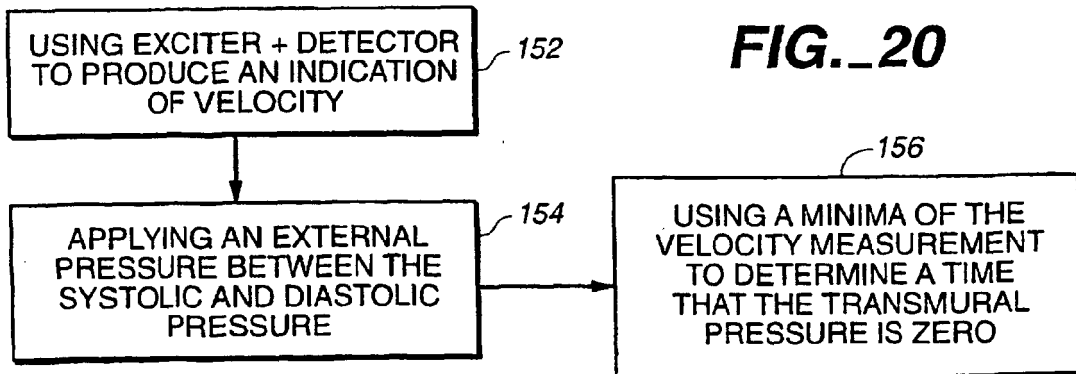 FIG._20
USING EXCITER + DETECTOR
TO PRODUCE AN INDICATION
OF VELOCITY
152
APPLYING AN EXTERNAL
PRESSURE BETWEEN THE
SYSTOLIC AND DIASTOLIC
PRESSURE
154
156
USING A MINIMA OF THE
VELOCITY MEASUREMENT
TO DETERMINE A TIME
THAT THE TRANSMURAL
PRESSURE IS ZERO